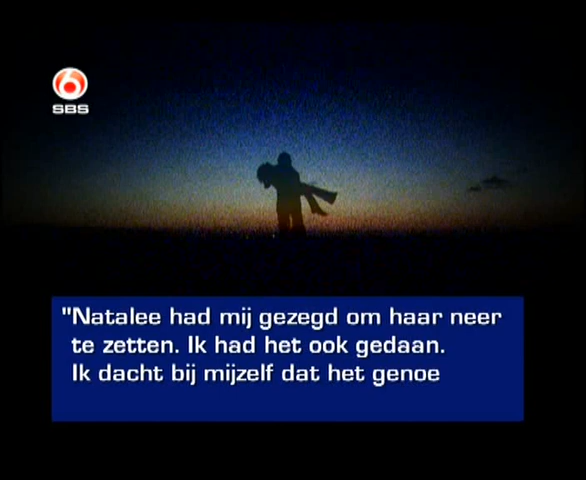 6
SBS
"Natalee had mij gezegd om haar neer
te zetten. Ik had het ook gedaan.
Ik dacht bij mijzelf dat het genoe